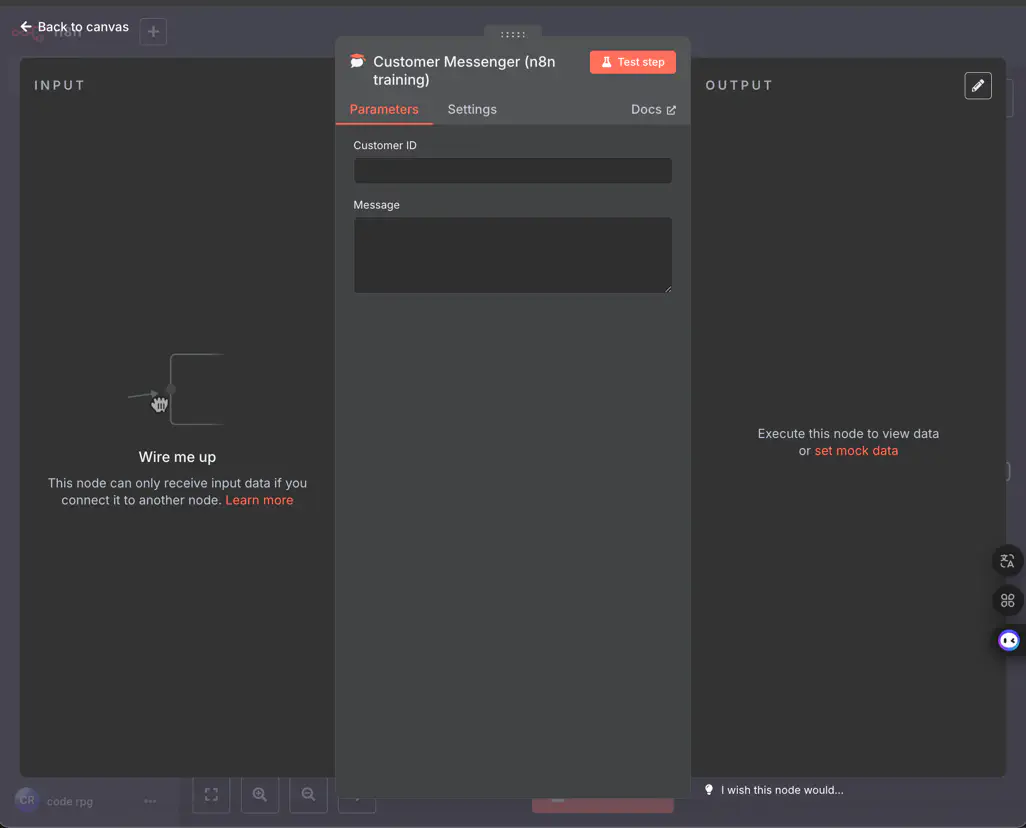 Back to canvas
n8n
INPUT
Customer Messenger (n8n
training)
Test step
OUTPUT
Parameters
Settings
Docs
Customer ID
Message
Wire me up
This node can only receive input data if you
connect it to another node. Learn more
Execute this node to view data
or set mock data
CR
code rpg
I wish this node would...